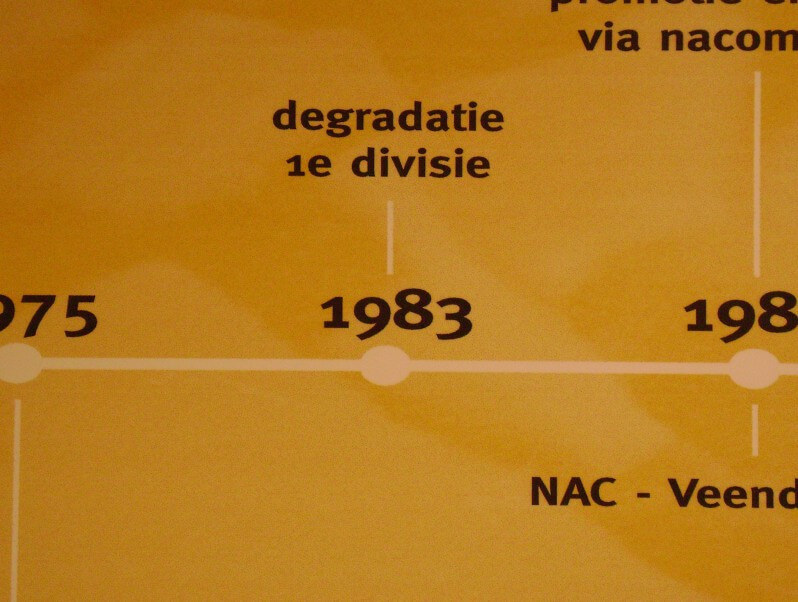 via nacom
degradatie
1e divisie
975
1983
198
NAC - Veend